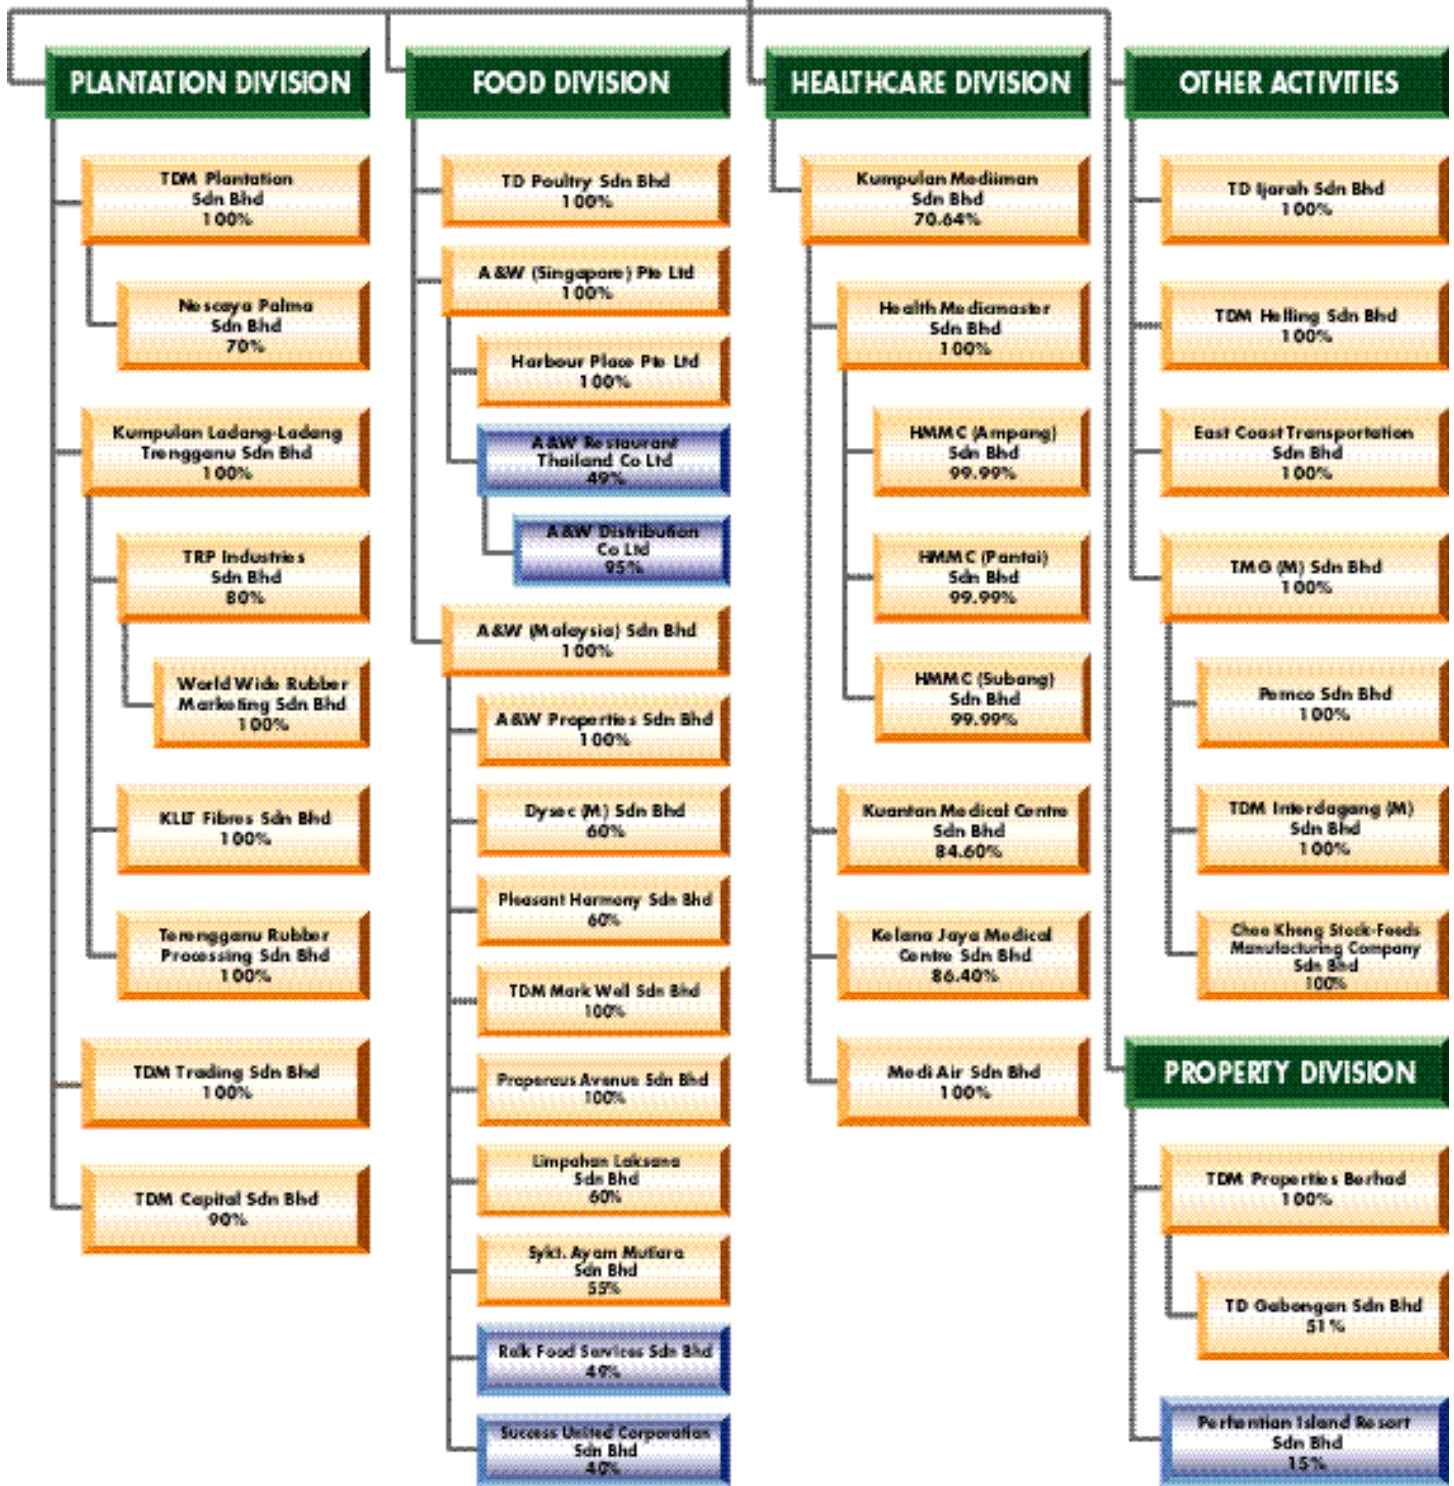 PLANTATION DIVISION
TDM Plantation
Sdn Bhd
100%
Nescaya Palma
Sdn Bhd
70%
Kumpulan Ladang-Ladang
Trengganu Sdn Bhd
100%
TRP Industries
Sdn Bhd
80%
World Wide Rubber
Marketing Sdn Bhd
100%
KLLT Fibres Sdn Bhd
100%
Terengganu Rubber
Processing Sdn Bhd
100%
TDM Trading Sdn Bhd
100%
TDM Capital Sdn Bhd
90%
FOOD DIVISION
TD Poultry Sdn Bhd
100%
A&W (Singapore) Pte Ltd
100%
Harbour Place Pte Ltd
100%
A&W Restaurant
Thailand Co Ltd
49%
A&W Distribution
Co Ltd
95%
A&W (Malaysia) Sdn Bhd
100%
A&W Properties Sdn Bhd
100%
Dysec (M) Sdn Bhd
60%
Pleasant Harmony Sdn Bhd
60%
TDM Mark Wall Sdn Bhd
100%
Properous Avenue Sdn Bhd
100%
Limpahan Laksana
Sdn Bhd
60%
Sykt. Ayam Mutiara
Sdn Bhd
55%
Ralk Food Services Sdn Bhd
49%
Success United Corporation
Sdn Bhd
40%
HEALTHCARE DIVISION
Kumpulan Mediiman
Sdn Bhd
70.64%
Health Medicmaster
Sdn Bhd
100%
HMMC (Ampang)
Sdn Bhd
99.99%
HMMC (Pantai)
Sdn Bhd
99.99%
HMMC (Subang)
Sdn Bhd
99.99%
Kuantan Medical Centre
Sdn Bhd
84.60%
Kelana Jaya Medical
Centre Sdn Bhd
86.40%
Medi Air Sdn Bhd
100%
OTHER ACTIVITIES
TD Ijarah Sdn Bhd
100%
TDM Helling Sdn Bhd
100%
East Coast Transportation
Sdn Bhd
100%
TMG (M) Sdn Bhd
100%
Pemco Sdn Bhd
100%
TDM Interdagang (M)
Sdn Bhd
100%
Choo Kheng Stock-Feeds
Manufacturing Company
Sdn Bhd
100%
PROPERTY DIVISION
TDM Properties Berhad
100%
TD Gabongan Sdn Bhd
51%
Perhentian Island Resort
Sdn Bhd
15%